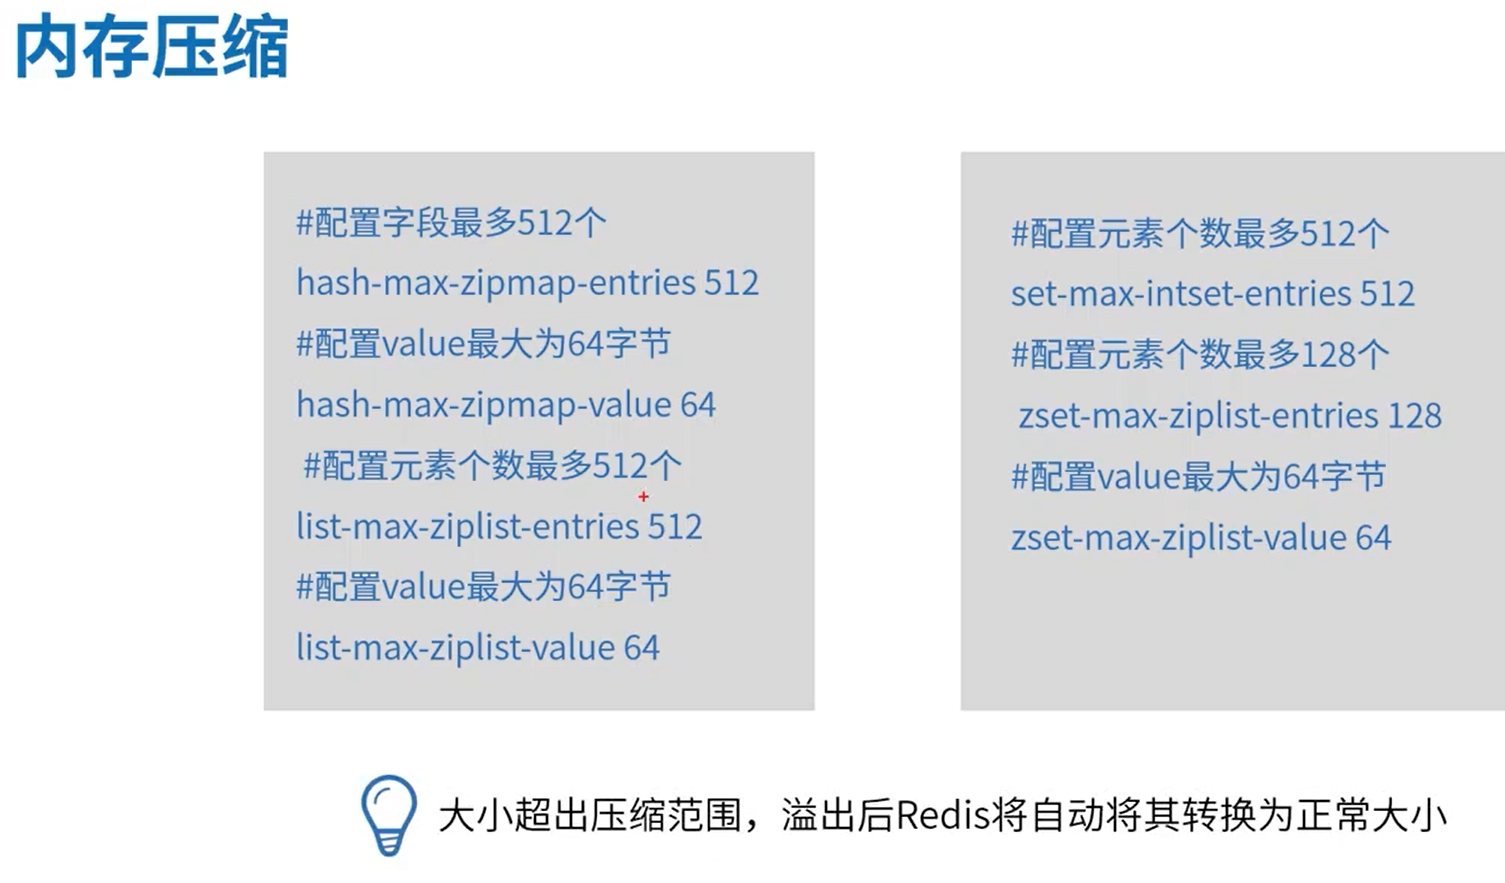 内存压缩
#配置字段最多512个
hash-max-zipmap-entries 512
#配置value最大为64字节
hash-max-zipmap-value 64
#配置元素个数最多512个
list-max-ziplist-entries 512
#配置value最大为64字节
list-max-ziplist-value 64
#配置元素个数最多512个
set-max-intset-entries 512
#配置元素个数最多128个
zset-max-ziplist-entries 128
#配置value最大为64字节
zset-max-ziplist-value 64
大小超出压缩范围，溢出后Redis将自动将其转换为正常大小